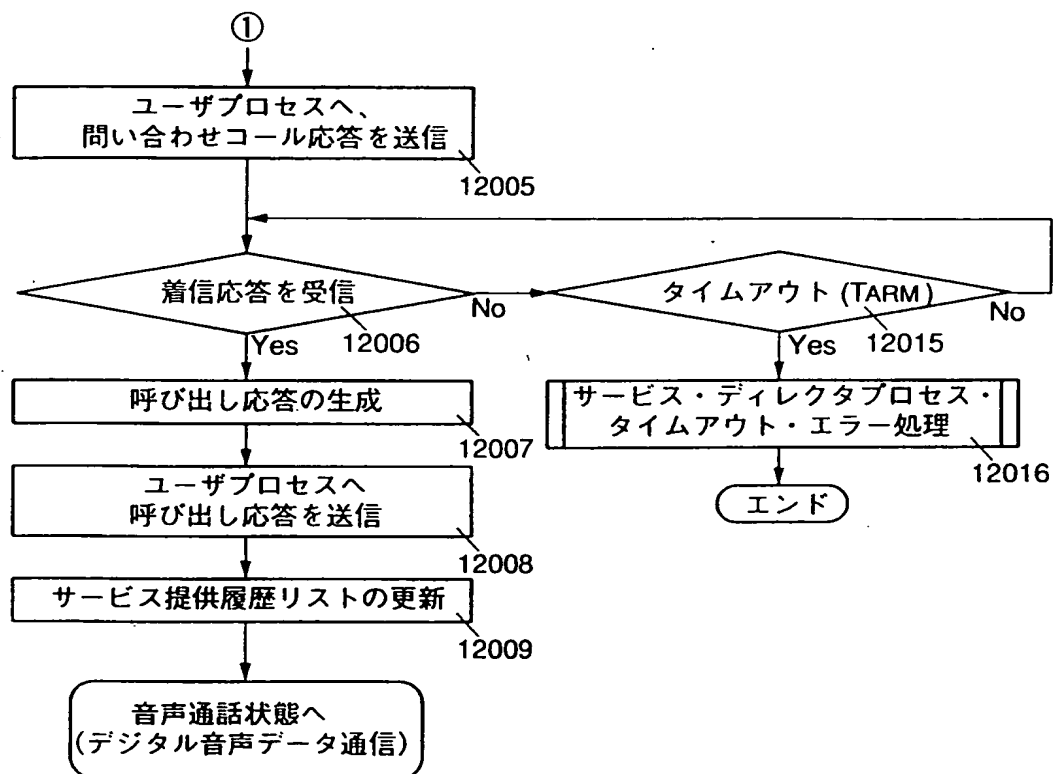 ①
ユーザプロセスへ、
問い合わせコール応答を送信
12005
着信応答を受信
No
12006
Yes
タイムアウト(TARM)
No
12015
Yes
呼び出し応答の生成
12007
サービス・ディレクタプロセス・
タイムアウト・エラー処理
12016
ユーザプロセスへ
呼び出し応答を送信
12008
エンド
サービス提供履歴リストの更新
12009
音声通話状態へ
(デジタル音声データ通信)